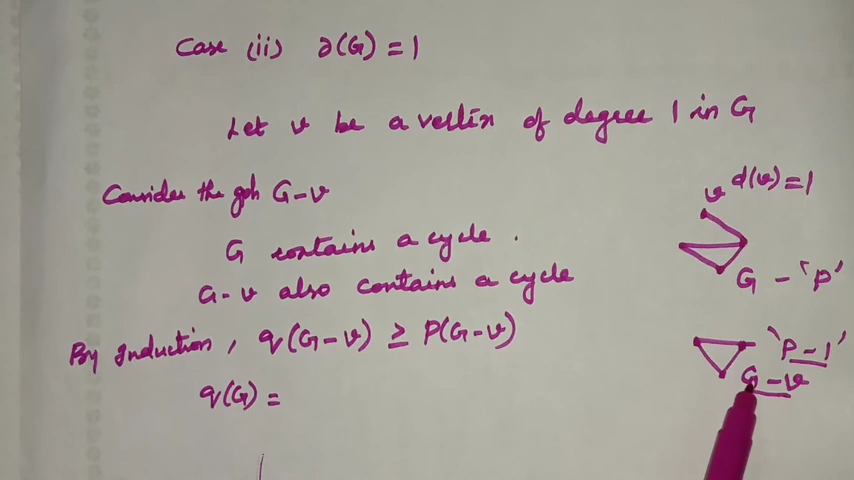 Case (ii) ∂(G) = 1
Let v be a vertex of degree 1 in G
Consider the gph G-v
G contains a cycle.
G-v also contains a cycle
By Induction, q(G-v) ≥ P(G-v)
q(G) =
v d(v) = 1
G - 'P'
'P-1'
G-v